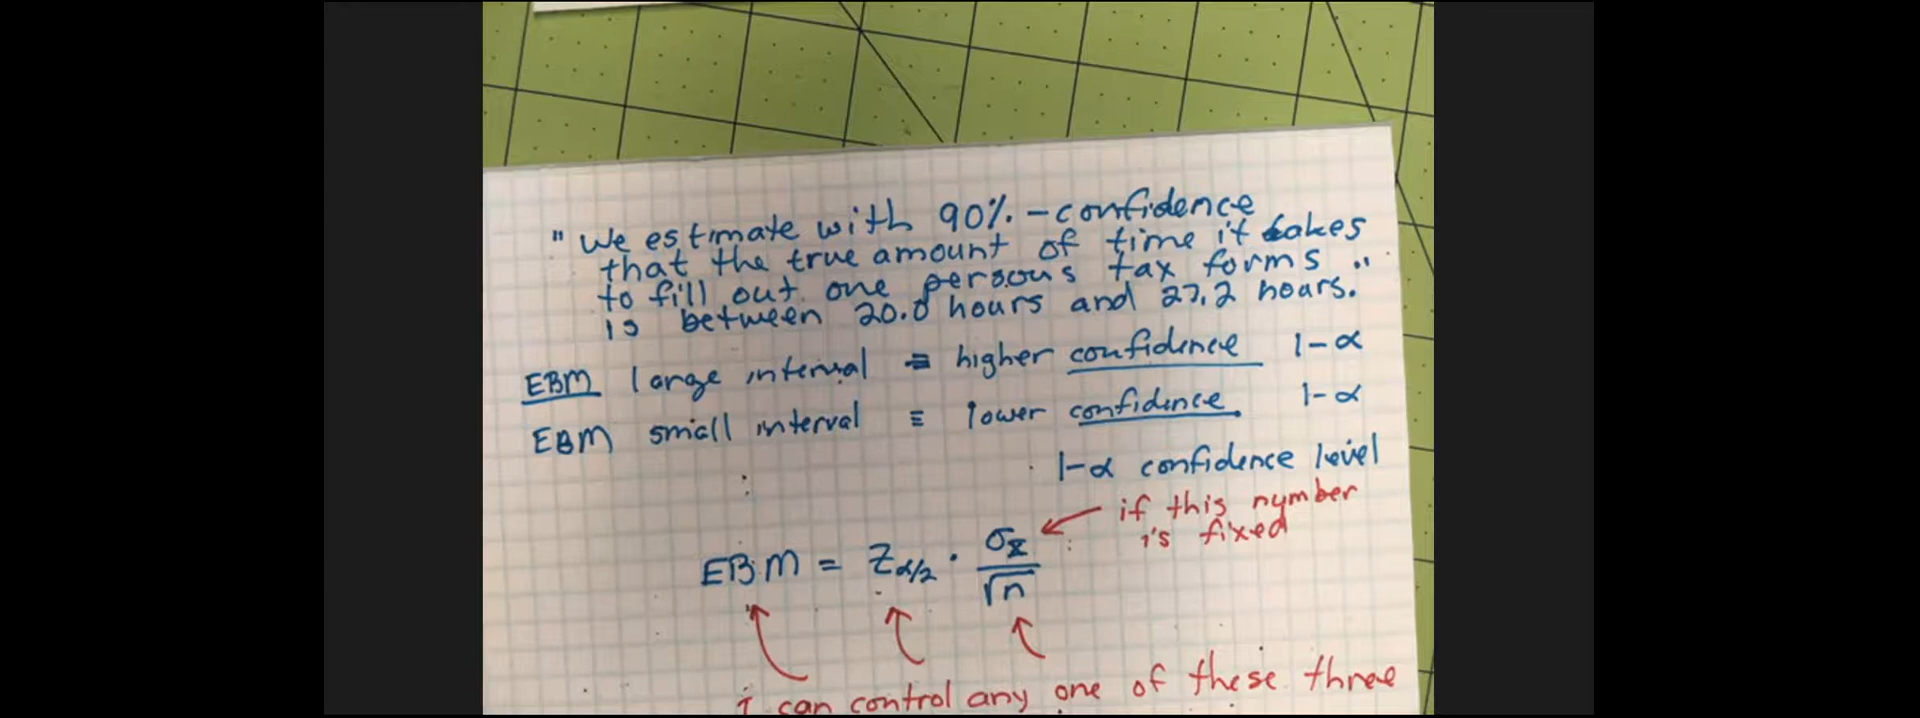 "We estimate with 90% - confidence
that the true amount of time it takes
to fill out one persons tax forms "
is between 20.0 hours and 27.2 hours.
EBM large interval = higher confidence 1-α
EBM small interval ≡ lower confidence. 1-α
1-α confidence level
if this number
is fixed
EBM = Z_{α/2} · σ_x/√n
I can control any one of these three